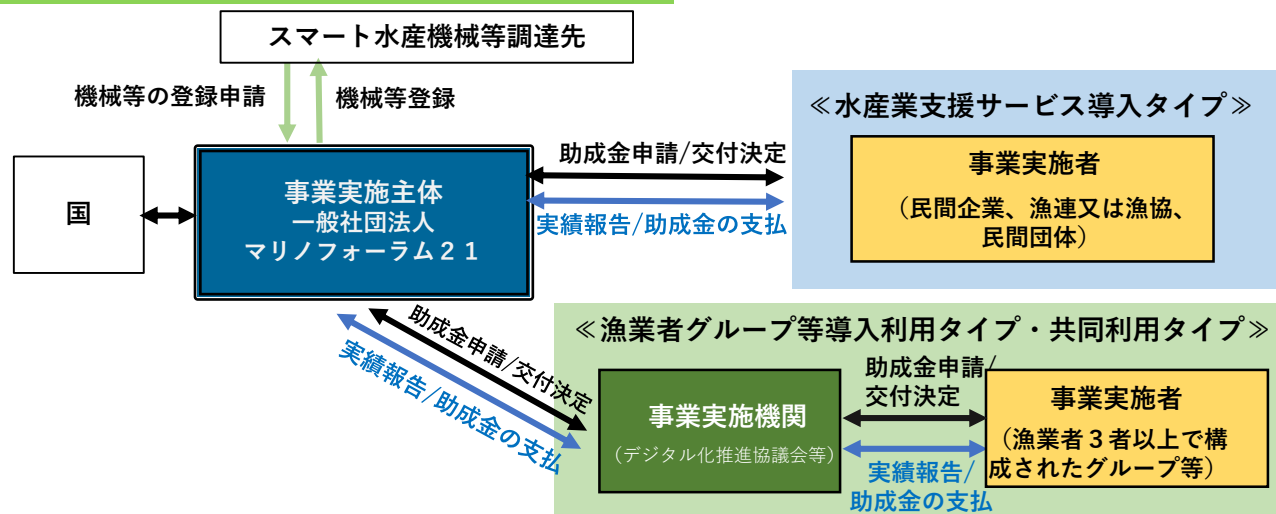 スマート水産機械等調達先
機械等の登録申請
機械等登録
≪水産業支援サービス導入タイプ≫
助成金申請/交付決定
実績報告/助成金の支払
事業実施者
（民間企業、漁連又は漁協、
民間団体）
国
事業実施主体
一般社団法人
マリノフォーラム２１
助成金申請/交付決定
実績報告/助成金の支払
≪漁業者グループ等導入利用タイプ・共同利用タイプ≫
助成金申請/
交付決定
事業実施機関
（デジタル化推進協議会等）
事業実施者
（漁業者３者以上で構
成されたグループ等）
実績報告/
助成金の支払